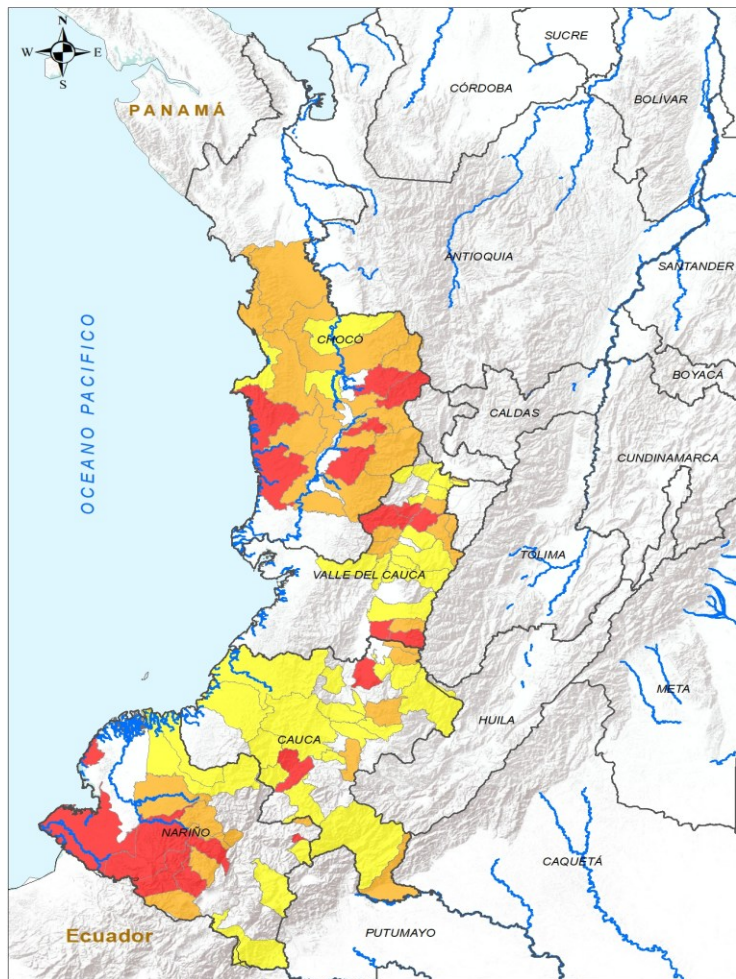 N
W E
S
SUCRE
CÓRDOBA
PANAMÁ
BOLÍVAR
ANTIOQUIA
SANTANDER
OCEANO PACIFICO
CHOCÓ
BOYACÁ
CALDAS
CUNDINAMARCA
TOLIMA
VALLE DEL CAUCA
META
HUILA
CAUCA
NARIÑO
CAQUETÁ
Ecuador
PUTUMAYO